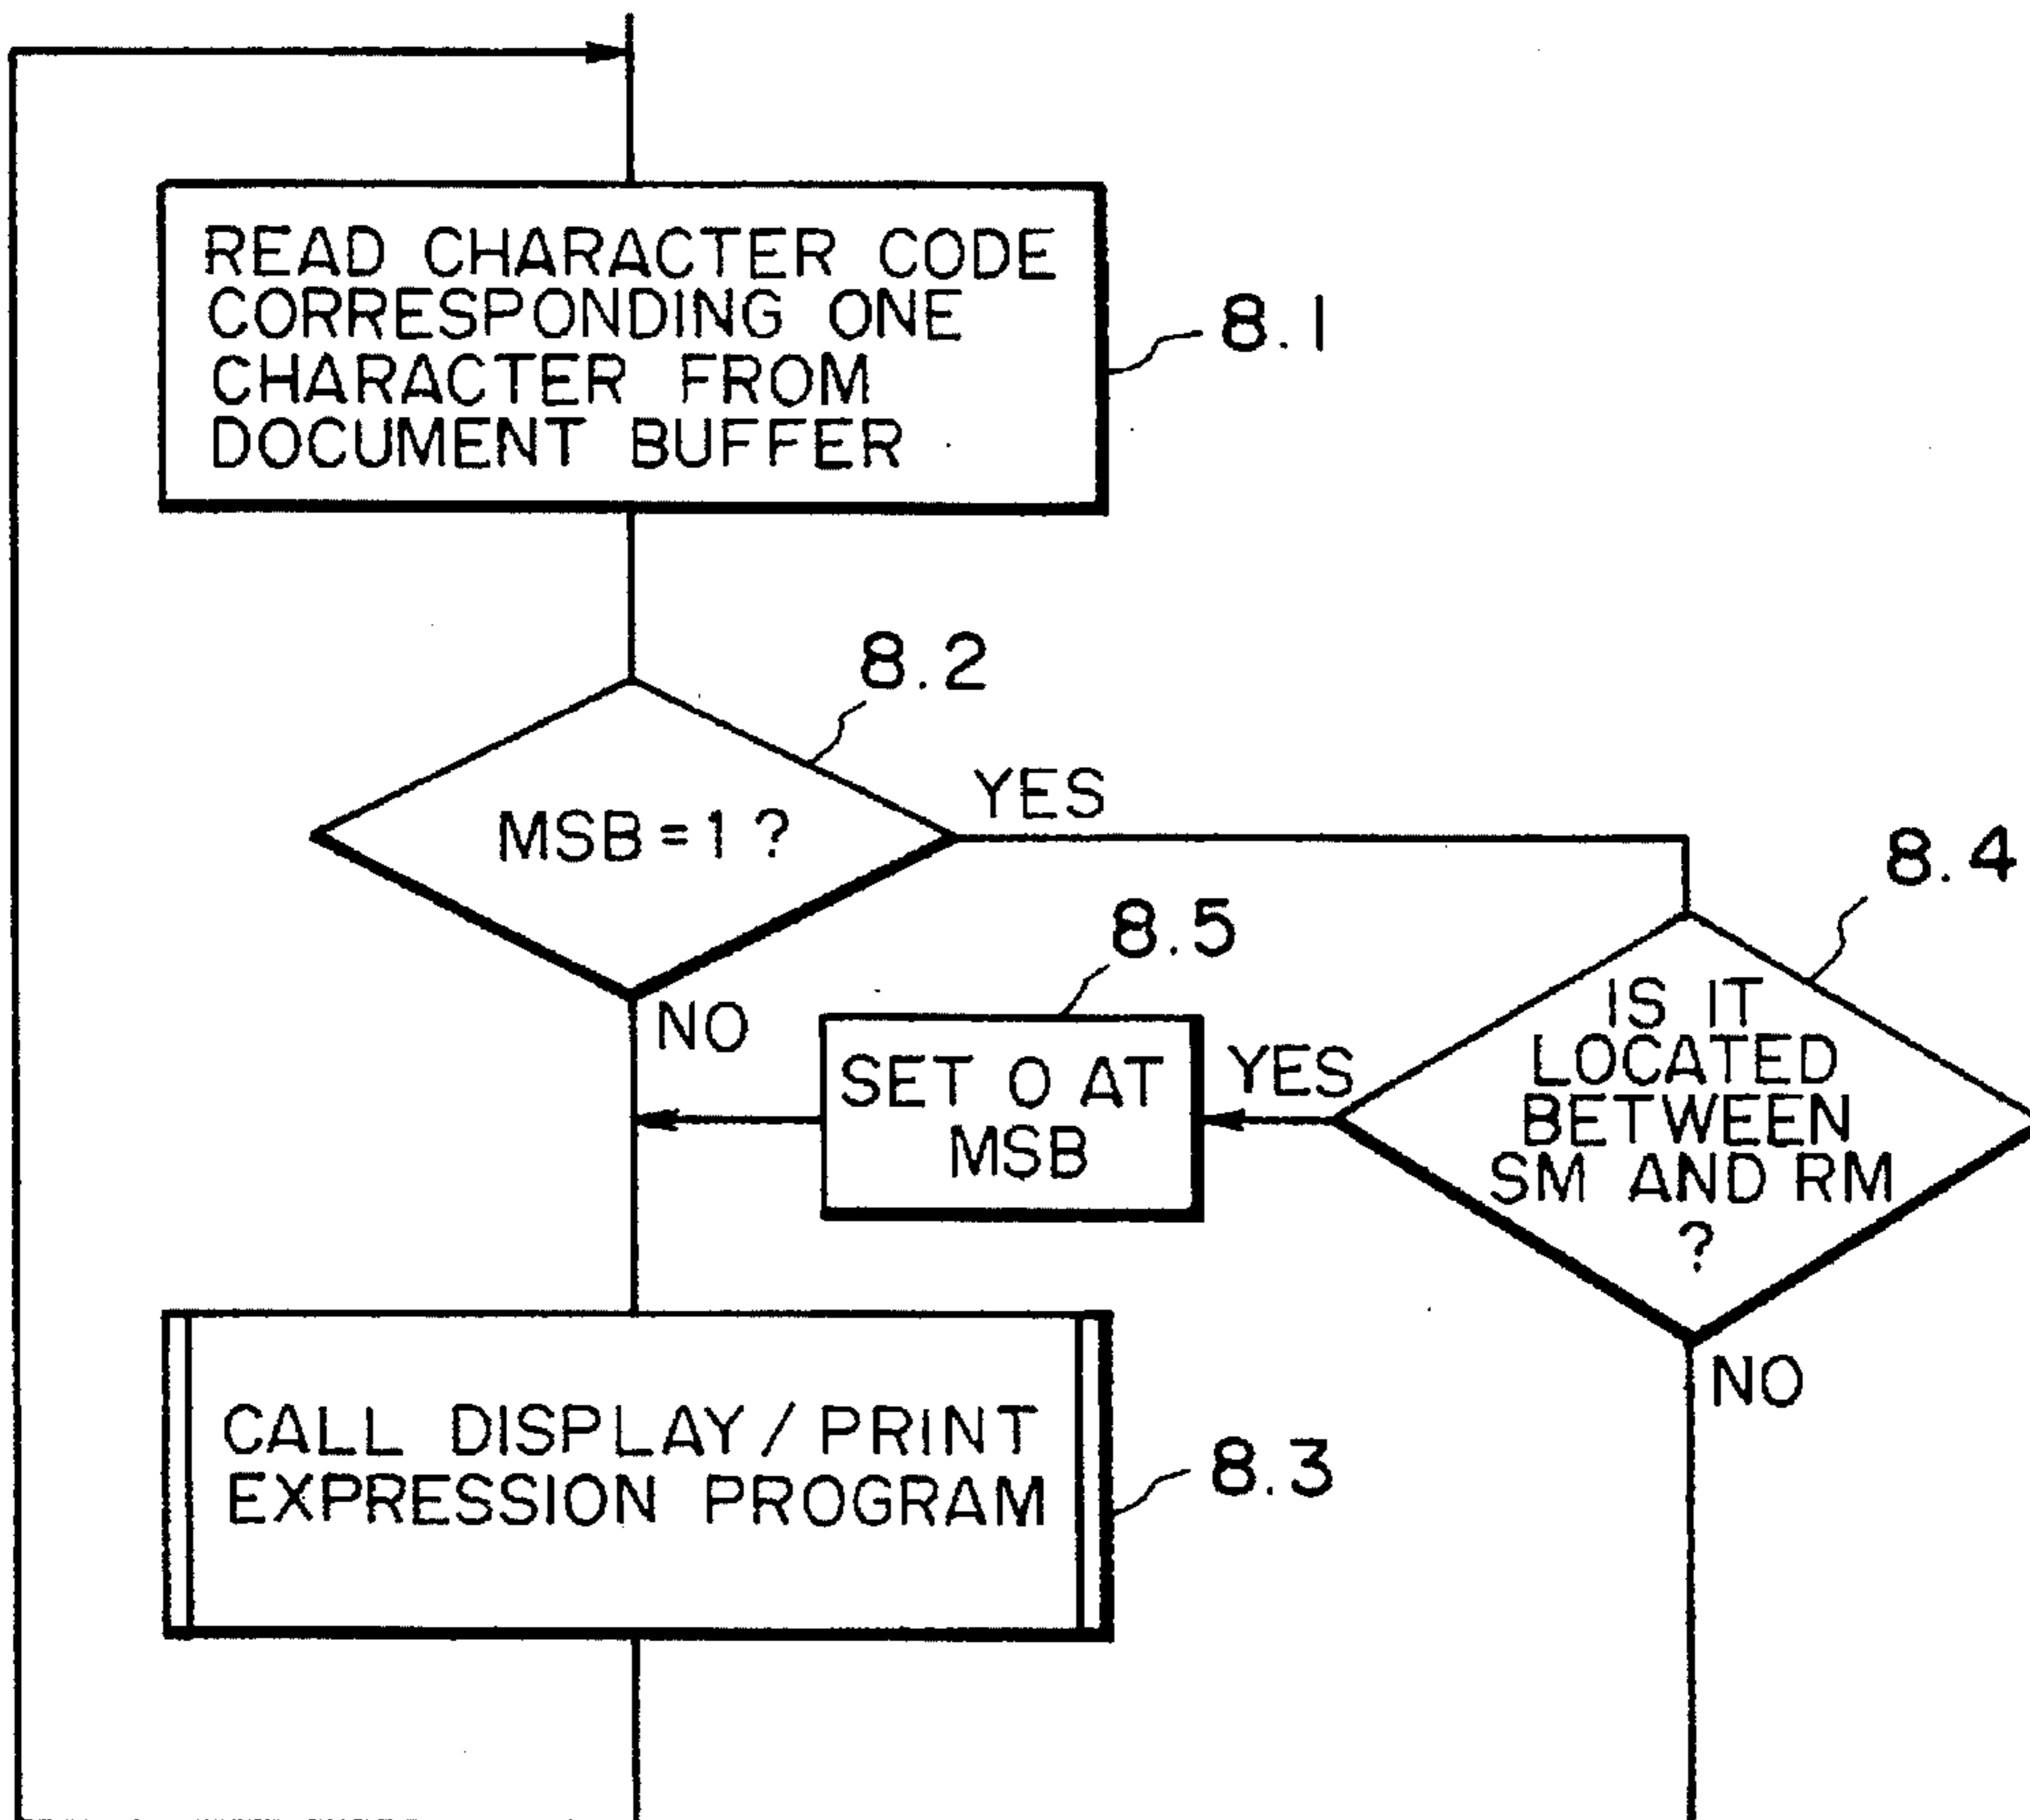 READ CHARACTER CODE
CORRESPONDING ONE
CHARACTER FROM
DOCUMENT BUFFER
8.1
8.2
MSB=1?
YES
NO
8.4
IS IT
LOCATED
BETWEEN
SM AND RM
?
YES
NO
8.5
SET 0 AT
MSB
CALL DISPLAY/PRINT
EXPRESSION PROGRAM
8.3